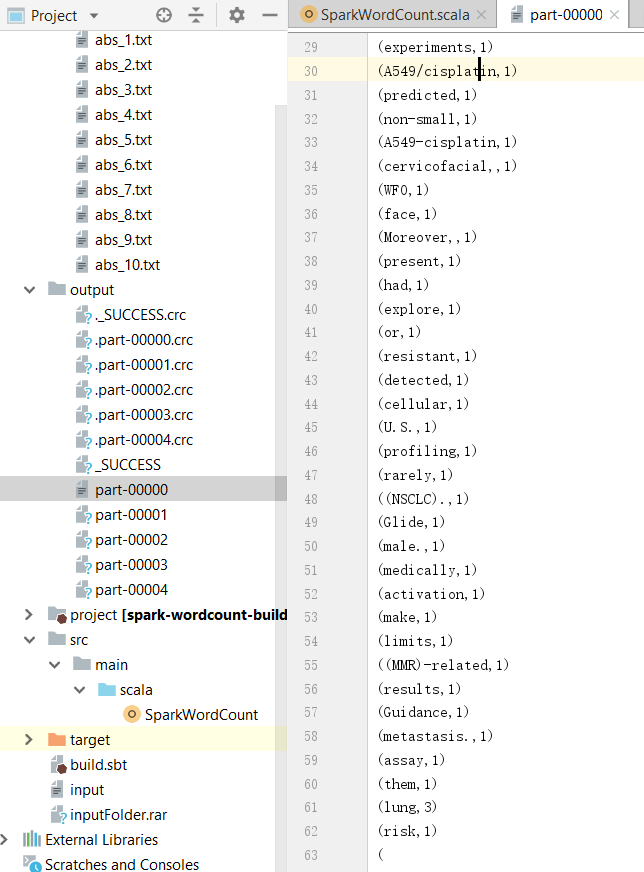 Project
abs_1.txt
abs_2.txt
abs_3.txt
abs_4.txt
abs_5.txt
abs_6.txt
abs_7.txt
abs_8.txt
abs_9.txt
abs_10.txt
output
._SUCCESS.crc
.part-00000.crc
.part-00001.crc
.part-00002.crc
.part-00003.crc
.part-00004.crc
_SUCCESS
part-00000
part-00001
part-00002
part-00003
part-00004
project [spark-wordcount-build
src
main
scala
SparkWordCount
target
build.sbt
input
inputFolder.rar
External Libraries
Scratches and Consoles
SparkWordCount.scala
part-00000
29 (experiments,1)
30 (A549/cisplatin,1)
31 (predicted,1)
32 (non-small,1)
33 (A549-cisplatin,1)
34 (cervicofacial,,1)
35 (WF0,1)
36 (face,1)
37 (Moreover,,1)
38 (present,1)
39 (had,1)
40 (explore,1)
41 (or,1)
42 (resistant,1)
43 (detected,1)
44 (cellular,1)
45 (U.S.,1)
46 (profiling,1)
47 (rarely,1)
48 ((NSCLC).,1)
49 (Glide,1)
50 (male.,1)
51 (medically,1)
52 (activation,1)
53 (make,1)
54 (limits,1)
55 ((MMR)-related,1)
56 (results,1)
57 (Guidance,1)
58 (metastasis.,1)
59 (assay,1)
60 (them,1)
61 (lung,3)
62 (risk,1)
63 (